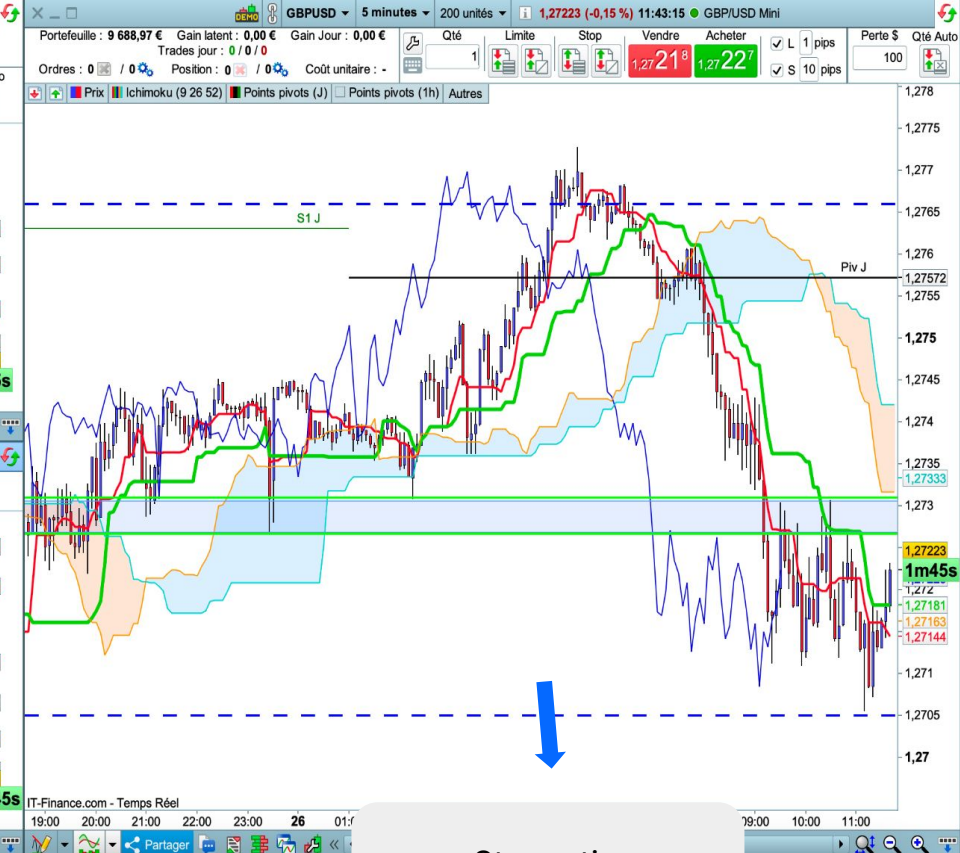 DEMO GBPUSD 5 minutes 200 unités i 1,27223 (-0,15 %) 11:43:15 GBP/USD Mini
Portefeuille : 9 688,97 € Gain latent : 0,00 € Gain Jour : 0,00 €
Trades jour : 0 / 0 / 0
Ordres : 0 / 0 Position : 0 / 0 Coût unitaire : -
Qté Limite Stop Vendre Acheter
1 1,27 21 8 1,27 22 7
L 1 pips
S 10 pips
Perte $ Qté Auto
100
Prix Ichimoku (9 26 52) Points pivots (J) Points pivots (1h) Autres
1,278
1,2775
1,277
1,2765
S1 J
1,276
Piv J
1,27572
1,2755
1,275
1,2745
1,274
1,2735
1,27333
1,273
1,27223
1m45s
1,272
1,27181
1,27163
1,27144
1,271
1,2705
1,27
5s
IT-Finance.com - Temps Réel
19:00 20:00 21:00 22:00 23:00 26 9:00 10:00 11:00
Partager